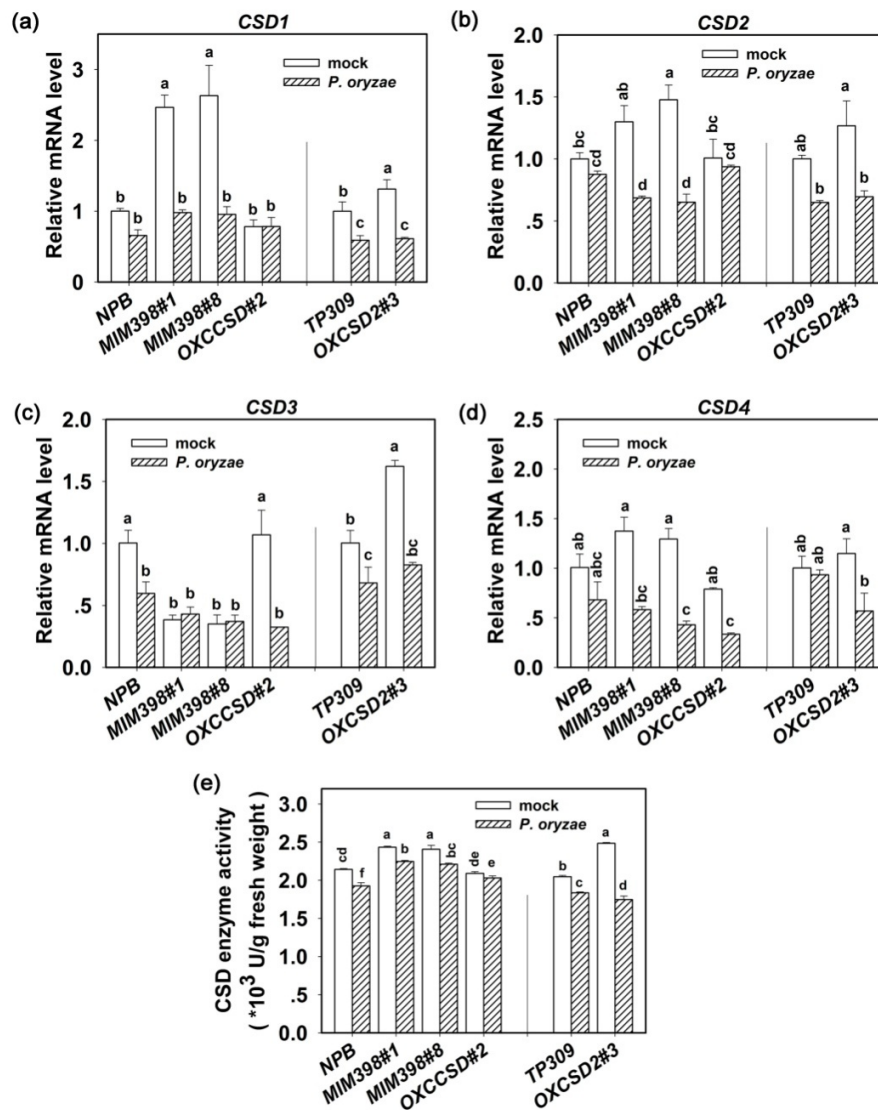 (a)
CSD1
mock
P. oryzae
Relative mRNA level
3
2
1
0
a
a
b
b
b
b
b
b
b
c
a
c
NPB
MIM398#1
MIM398#8
OXCCSD#2
TP309
OXCSD2#3
(b)
CSD2
mock
P. oryzae
Relative mRNA level
2.0
1.5
1.0
.5
0.0
bc
cd
ab
d
a
d
bc
cd
ab
b
a
b
NPB
MIM398#1
MIM398#8
OXCCSD#2
TP309
OXCSD2#3
(c)
CSD3
mock
P. oryzae
Relative mRNA level
2.0
1.5
1.0
.5
0.0
a
b
b
b
b
b
a
b
b
c
a
bc
NPB
MIM398#1
MIM398#8
OXCCSD#2
TP309
OXCSD2#3
(d)
CSD4
mock
P. oryzae
Relative mRNA level
2.5
2.0
1.5
1.0
.5
0.0
ab
abc
a
bc
a
c
ab
c
ab
ab
a
b
NPB
MIM398#1
MIM398#8
OXCCSD#2
TP309
OXCSD2#3
(e)
mock
P. oryzae
CSD enzyme activity
( *10³ U/g fresh weight )
3.0
2.5
2.0
1.5
1.0
.5
0.0
cd
f
a
b
a
bc
de
e
b
c
a
d
NPB
MIM398#1
MIM398#8
OXCCSD#2
TP309
OXCSD2#3